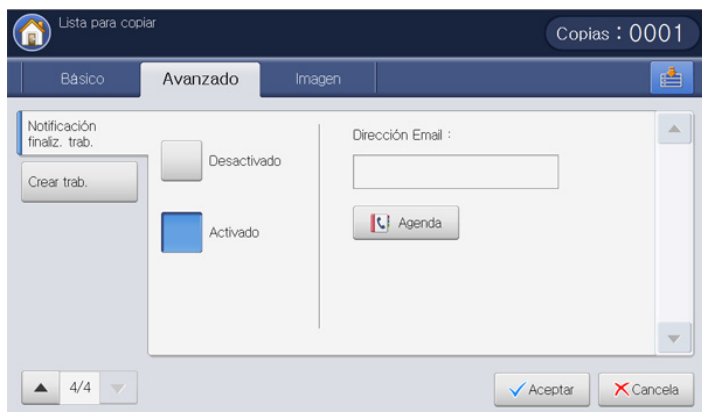 Lista para copiar
Copias : 0001
Básico
Avanzado
Imagen
Notificación
finaliz. trab.
Crear trab.
Desactivado
Activado
Dirección Email :
Agenda
4/4
Aceptar
Cancela